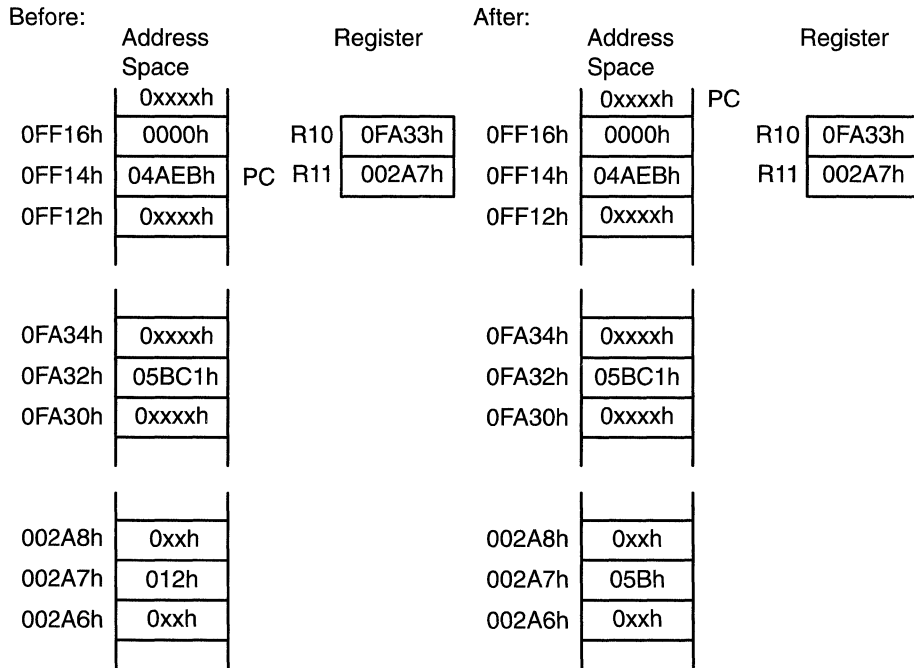 Before: After:
Address Register Address Register
Space Space
0xxxxh 0xxxxh PC
0FF16h 0000h R10 0FA33h 0FF16h 0000h R10 0FA33h
0FF14h 04AEBh PC R11 002A7h 0FF14h 04AEBh R11 002A7h
0FF12h 0xxxxh 0FF12h 0xxxxh
0FA34h 0xxxxh 0FA34h 0xxxxh
0FA32h 05BC1h 0FA32h 05BC1h
0FA30h 0xxxxh 0FA30h 0xxxxh
002A8h 0xxh 002A8h 0xxh
002A7h 012h 002A7h 05Bh
002A6h 0xxh 002A6h 0xxh